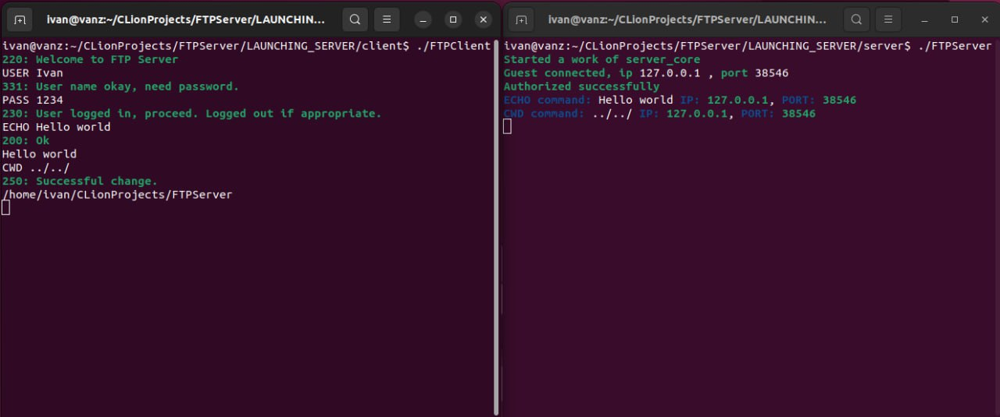 ivan@vanz:~/CLionProjects/FTPServer/LAUNCHIN...
ivan@vanz:~/CLionProjects/FTPServer/LAUNCHING_SERVER/client$ ./FTPClient
220: Welcome to FTP Server
USER Ivan
331: User name okay, need password.
PASS 1234
230: User logged in, proceed. Logged out if appropriate.
ECHO Hello world
200: Ok
Hello world
CWD ../../
250: Successful change.
/home/ivan/CLionProjects/FTPServer
ivan@vanz:~/CLionProjects/FTPServer/LAUNCHIN...
ivan@vanz:~/CLionProjects/FTPServer/LAUNCHING_SERVER/server$ ./FTPServer
Started a work of server_core
Guest connected, ip 127.0.0.1 , port 38546
Authorized successfully
ECHO command: Hello world IP: 127.0.0.1, PORT: 38546
CWD command: ../../ IP: 127.0.0.1, PORT: 38546